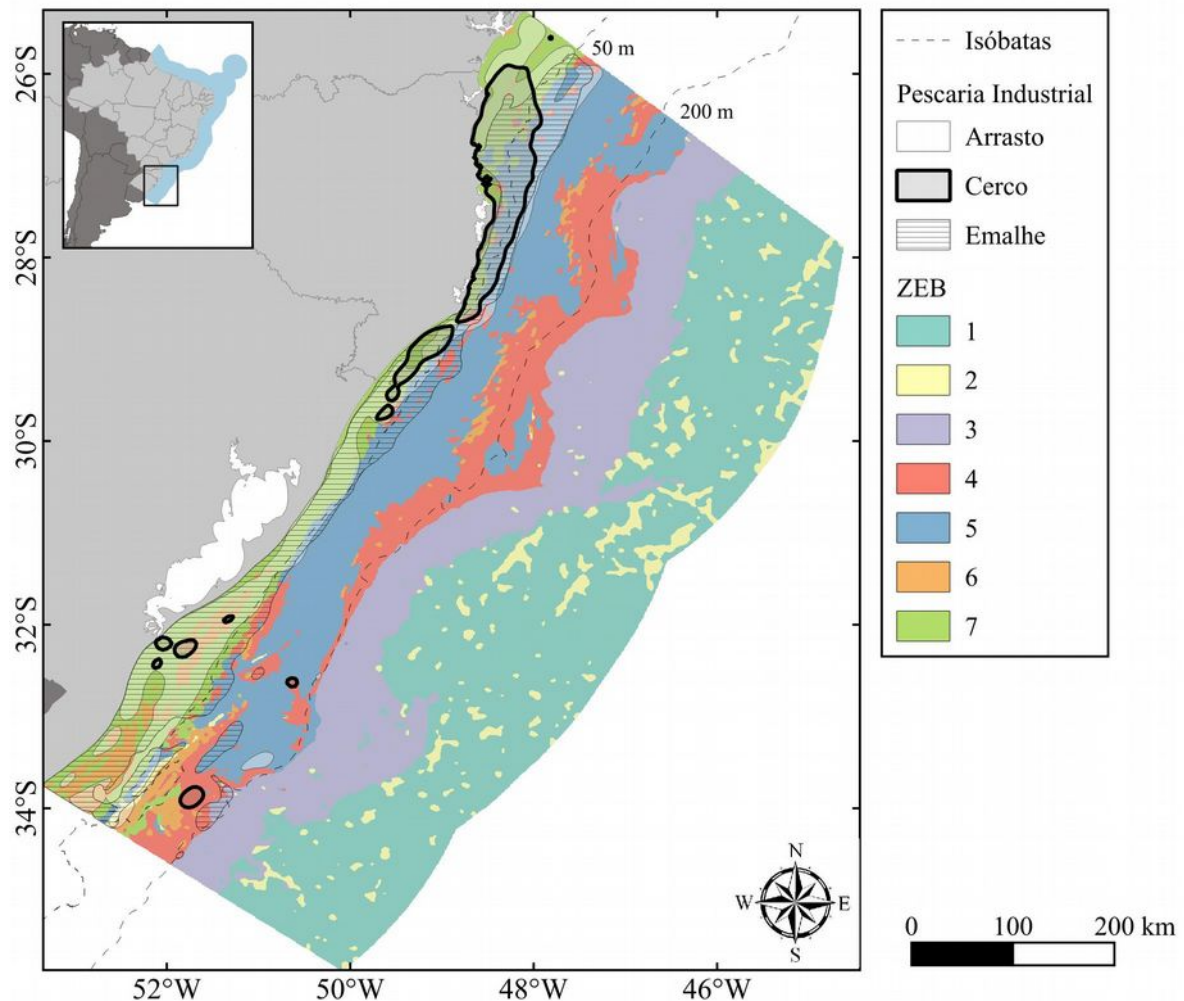 26°S
28°S
30°S
32°S
34°S
52°W
50°W
48°W
46°W
50 m
200 m
N
W
E
S
Isóbatas
Pescaria Industrial
Arrasto
Cerco
Emalhe
ZEB
1
2
3
4
5
6
7
0 100 200 km